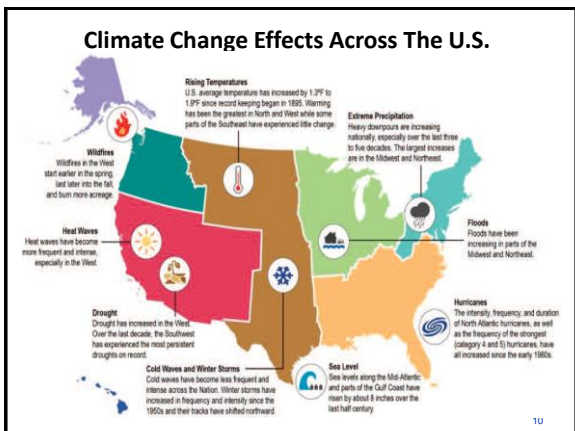 Climate Change Effects Across The U.S.
Rising Temperatures
U.S. average temperature has increased by 1.3ºF to
1.9ºF since record keeping began in 1895. Warming
has been the greatest in North and West while some
parts of the Southeast have experienced little change.
Extreme Precipitation
Heavy downpours are increasing
nationally, especially over the last three
to five decades. The largest increases
are in the Midwest and Northeast.
Wildfires
Wildfires in the West
start earlier in the spring,
last later into the fall,
and burn more acreage.
Heat Waves
Heat waves have become
more frequent and intense,
especially in the West.
Floods
Floods have been
increasing in parts of the
Midwest and Northeast.
Drought
Drought has increased in the West.
Over the last decade, the Southwest
has experienced the most persistent
droughts on record.
Hurricanes
The intensity, frequency, and duration
of North Atlantic hurricanes, as well
as the frequency of the strongest
(category 4 and 5) hurricanes, have
all increased since the early 1980s.
Cold Waves and Winter Storms
Cold waves have become less frequent and
intense across the Nation. Winter storms have
increased in frequency and intensity since the
1950s and their tracks have shifted northward.
Sea Level
Sea levels along the Mid-Atlantic
and parts of the Gulf Coast have
risen by about 8 inches over the
last half century.
10